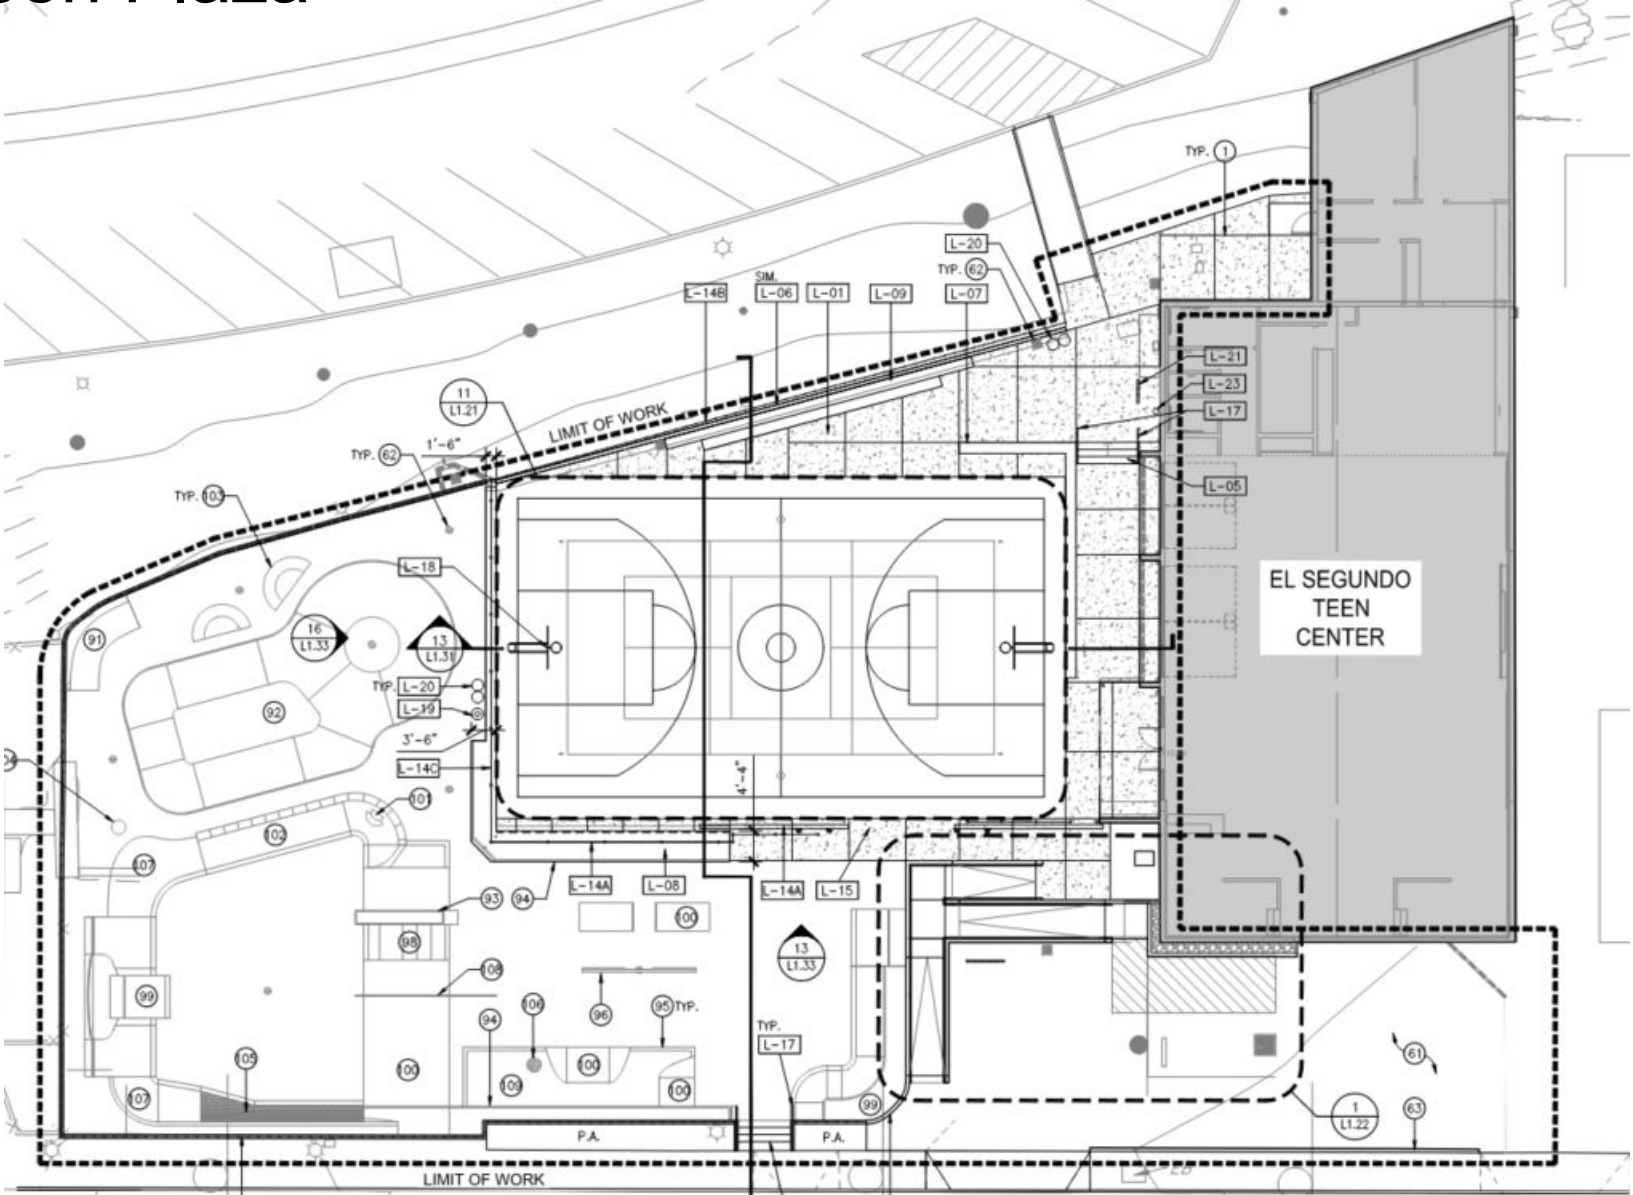 TYP. 1
L-20
TYP. 62
SIM.
L-14B
L-06
L-01
L-09
L-07
L-21
L-23
L-17
11
L1.21
LIMIT OF WORK
1'-6"
TYP. 62
TYP. 103
L-05
L-18
EL SEGUNDO
TEEN
CENTER
91
16
L1.33
13
L1.31
TYP. L-20
L-19
92
3'-6"
L-14C
4'-4"
101
102
107
L-14A
L-08
L-14A
L-15
93
94
100
98
13
L1.33
108
99
106
96
95 TYP.
94
TYP.
L-17
61
105
100
100
109
100
107
99
1
L1.22
63
P.A.
P.A.
LIMIT OF WORK